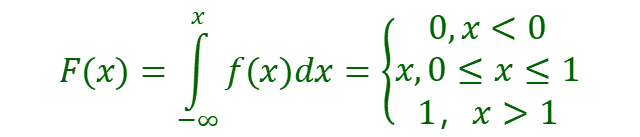 F(x) = ∫_{-∞}^{x} f(x)dx = { 0, x < 0
x, 0 ≤ x ≤ 1
1, x > 1